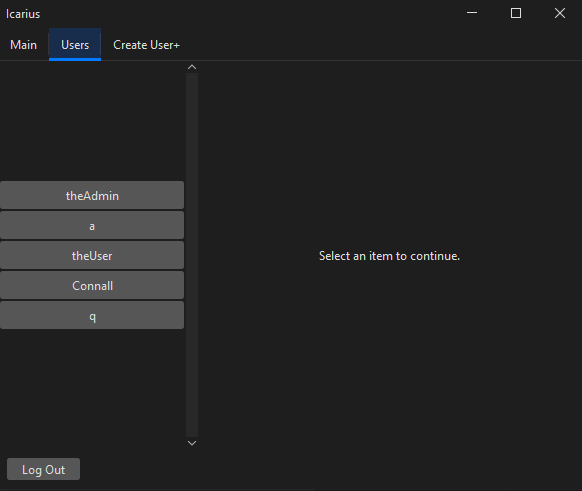 Icarius
Main
Users
Create User+
theAdmin
a
theUser
Connall
q
Select an item to continue.
Log Out